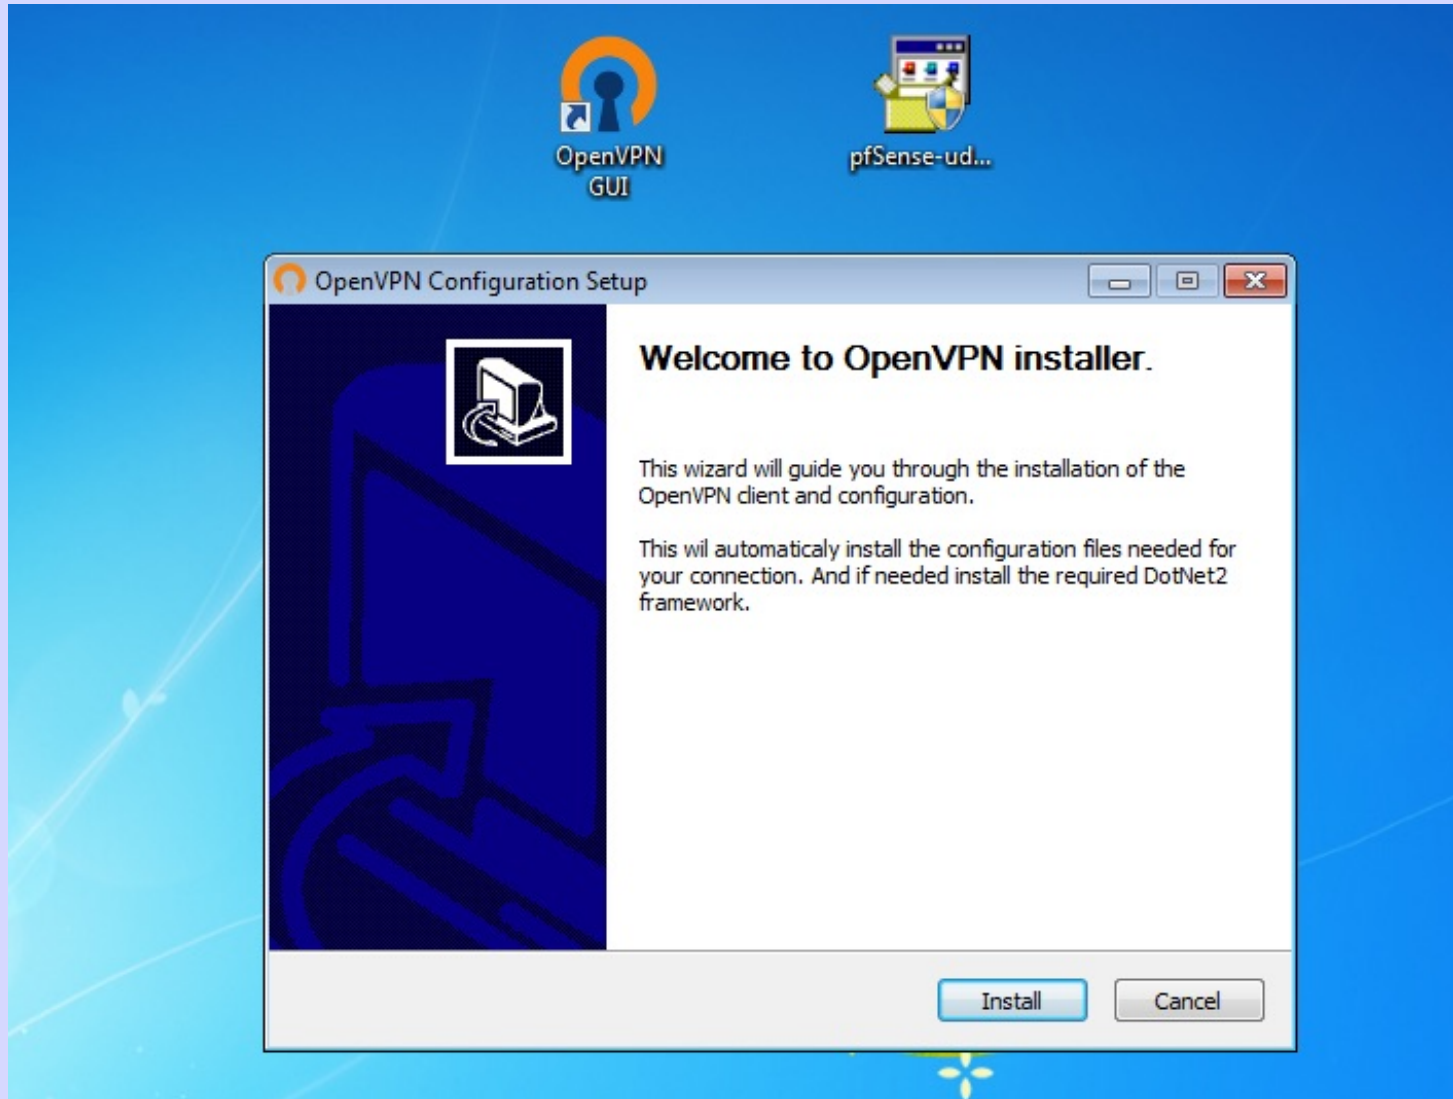 OpenVPN
GUI
pfSense-ud...
OpenVPN Configuration Setup
Welcome to OpenVPN installer.
This wizard will guide you through the installation of the
OpenVPN client and configuration.
This wil automaticaly install the configuration files needed for
your connection. And if needed install the required DotNet2
framework.
Install
Cancel